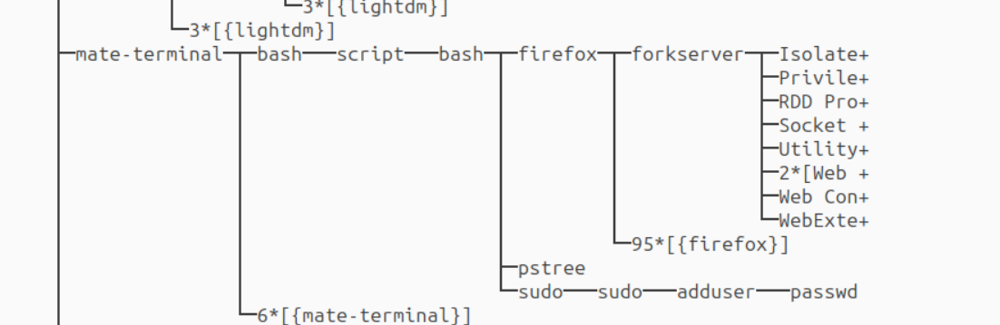 3*[{lightdm}]
3*[{lightdm}]
mate-terminal─┬─bash───script───bash─┬─firefox─┬─forkserver─┬─Isolate+
├─Privile+
├─RDD Pro+
├─Socket +
├─Utility+
├─2*[Web +
├─Web Con+
└─WebExte+
└─95*[{firefox}]
├─pstree
└─sudo───sudo───adduser───passwd
└─6*[{mate-terminal}]